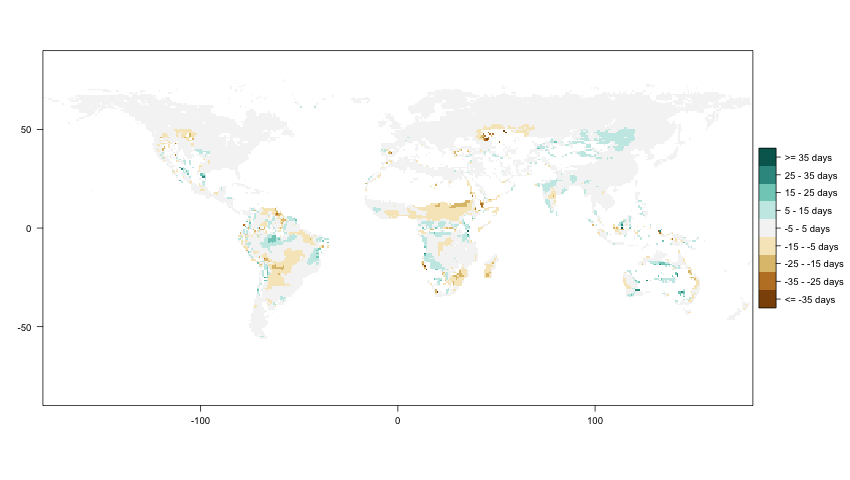 50
0
-50
-100
0
100
>= 35 days
25 - 35 days
15 - 25 days
5 - 15 days
-5 - 5 days
-15 - -5 days
-25 - -15 days
-35 - -25 days
<= -35 days